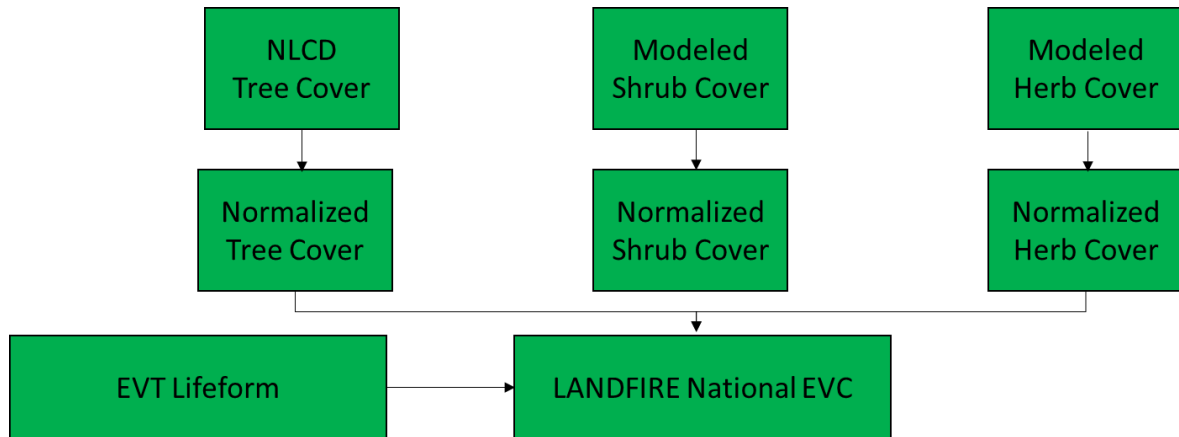 NLCD
Tree Cover
Modeled
Shrub Cover
Modeled
Herb Cover
Normalized
Tree Cover
Normalized
Shrub Cover
Normalized
Herb Cover
EVT Lifeform
LANDFIRE National EVC